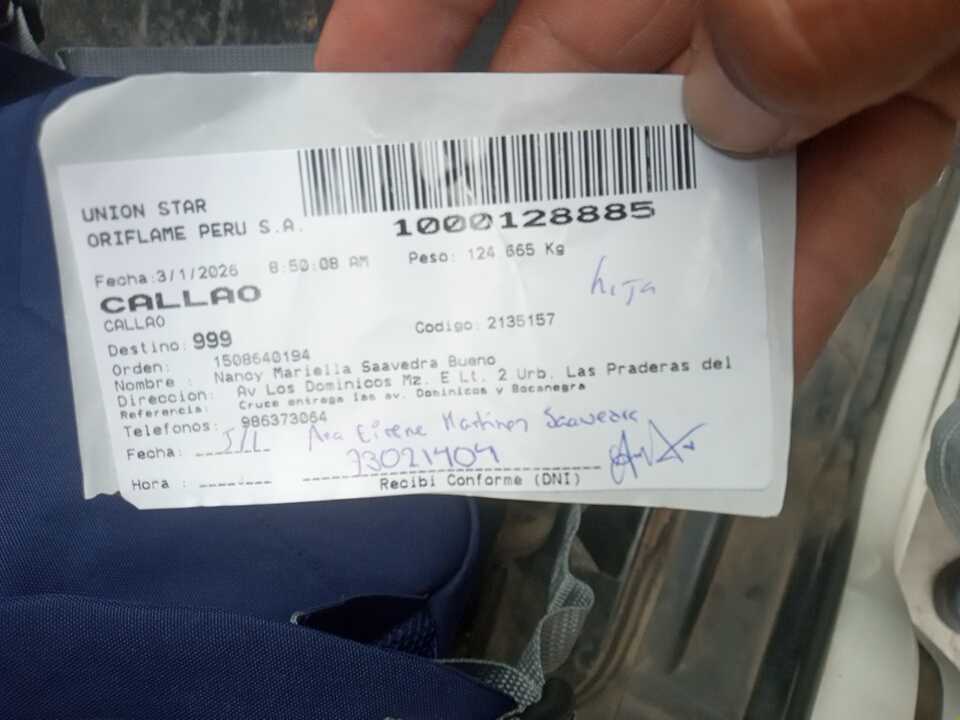 UNION STAR
ORIFLAME PERU S.A.
1000128885
Fecha:3/1/2026 8:50:08 AM Peso: 124 665 Kg
CALLAO
hija
CALLAO
Destino: 999 Codigo: 2135157
Orden: 1508640194
Nombre : Nancy Mariella Saavedra Bueno
Direccion: Av Los Dominicos Mz. E Lt. 2 Urb. Las Praderas del
Referencia: Cruce entrega las av. Dominicos y Bocanegra
Telefonos: 986373064
Fecha: Martinez Saavedra
73021404
Hora : Recibi Conforme (DNI)